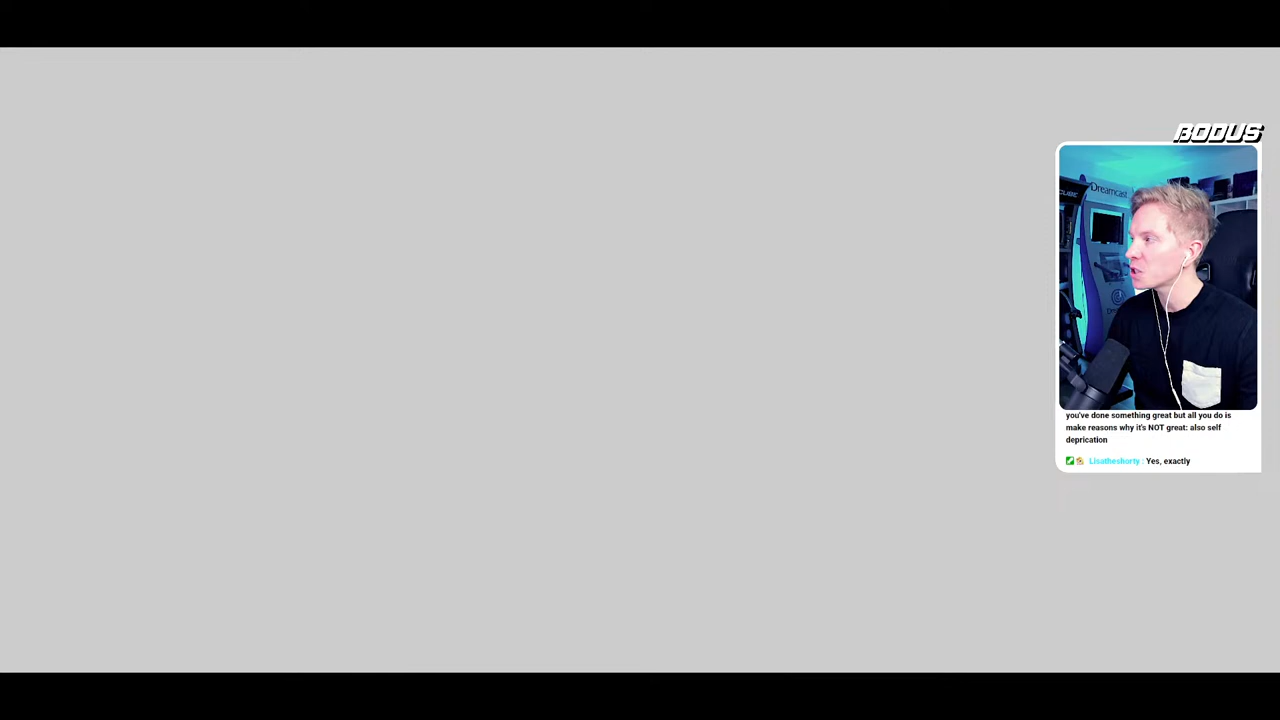 BODUS
CUBE
Dreamcast
you've done something great but all you do is
make reasons why it's NOT great: also self
deprication
Lisatheshorty : Yes, exactly